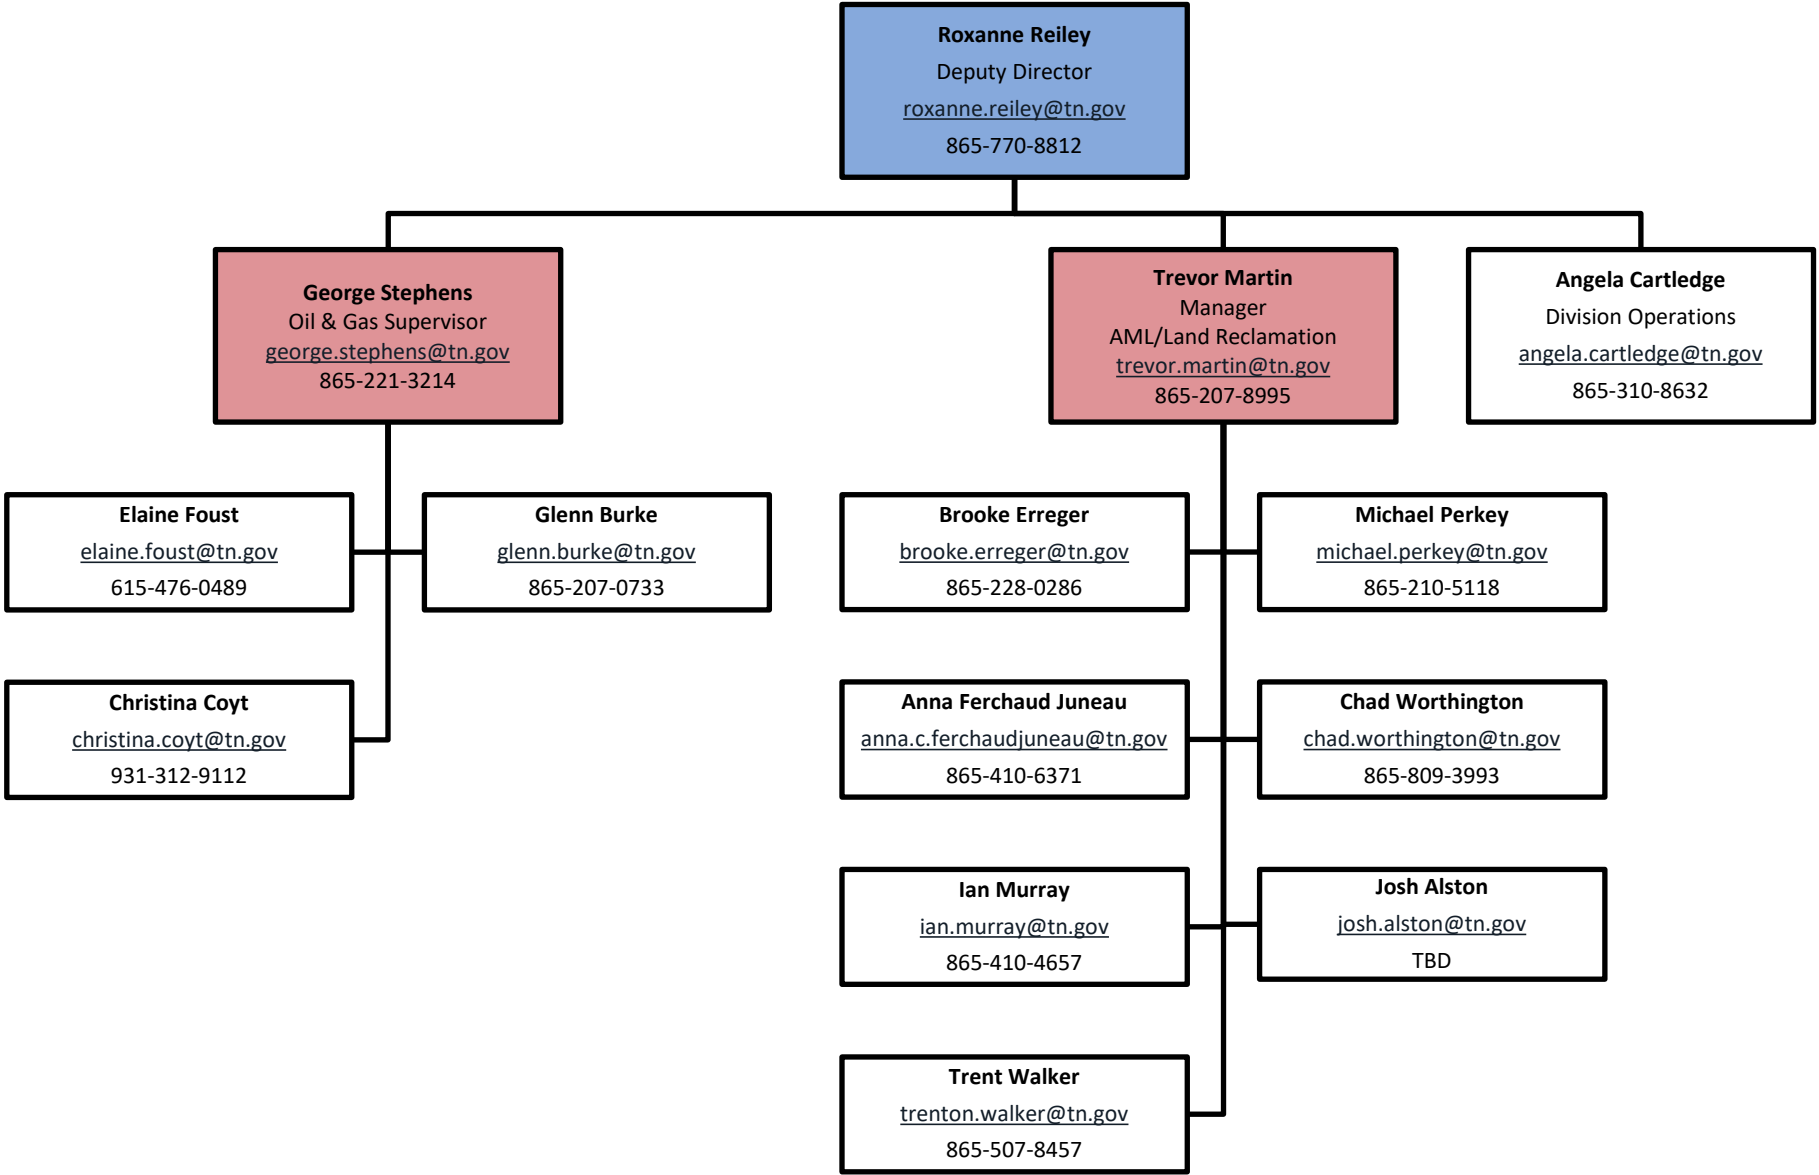 Roxanne Reiley
Deputy Director
roxanne.reiley@tn.gov
865-770-8812
George Stephens
Oil & Gas Supervisor
george.stephens@tn.gov
865-221-3214
Trevor Martin
Manager
AML/Land Reclamation
trevor.martin@tn.gov
865-207-8995
Angela Cartledge
Division Operations
angela.cartledge@tn.gov
865-310-8632
Elaine Foust
elaine.foust@tn.gov
615-476-0489
Glenn Burke
glenn.burke@tn.gov
865-207-0733
Brooke Erreger
brooke.erreger@tn.gov
865-228-0286
Michael Perkey
michael.perkey@tn.gov
865-210-5118
Christina Coyt
christina.coyt@tn.gov
931-312-9112
Anna Ferchaud Juneau
anna.c.ferchaudjuneau@tn.gov
865-410-6371
Chad Worthington
chad.worthington@tn.gov
865-809-3993
Ian Murray
ian.murray@tn.gov
865-410-4657
Josh Alston
josh.alston@tn.gov
TBD
Trent Walker
trenton.walker@tn.gov
865-507-8457